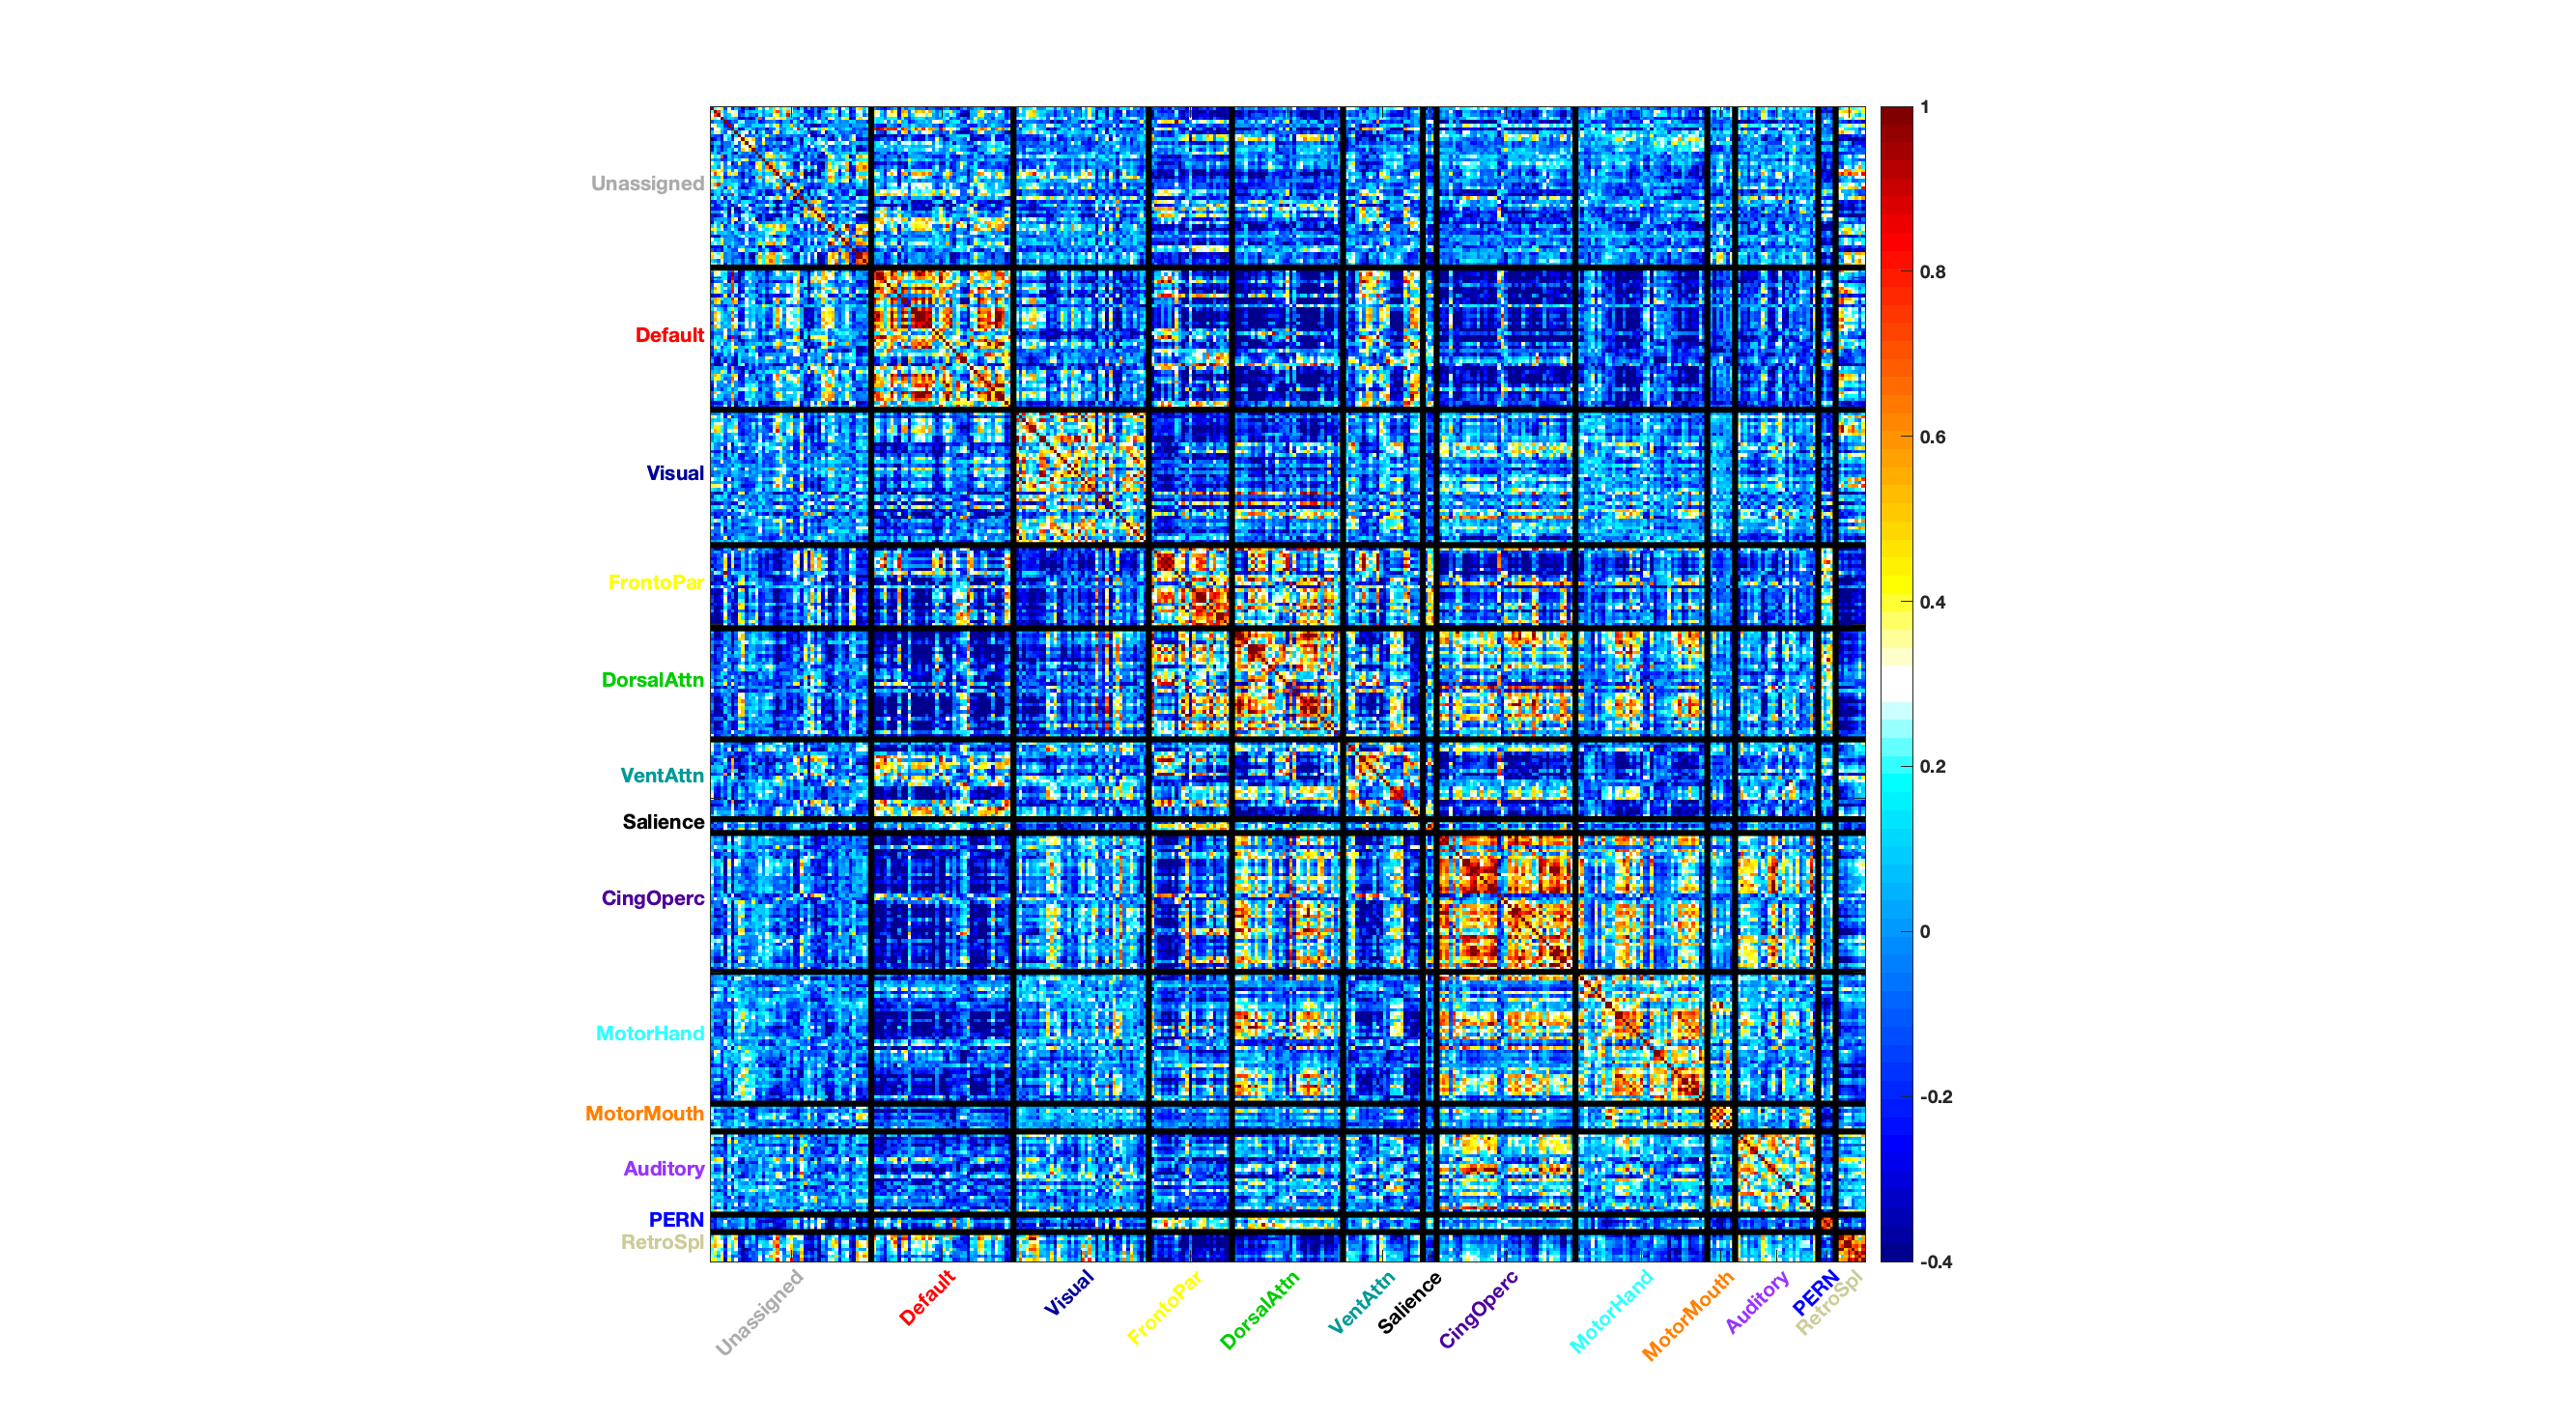 Unassigned
Default
Visual
FrontoPar
DorsalAttn
VentAttn
Salience
CingOperc
MotorHand
MotorMouth
Auditory
PERN
RetroSpl
Unassigned
Default
Visual
FrontoPar
DorsalAttn
VentAttn
Salience
CingOperc
MotorHand
MotorMouth
Auditory
PERN
RetroSpl
1
0.8
0.6
0.4
0.2
0
-0.2
-0.4